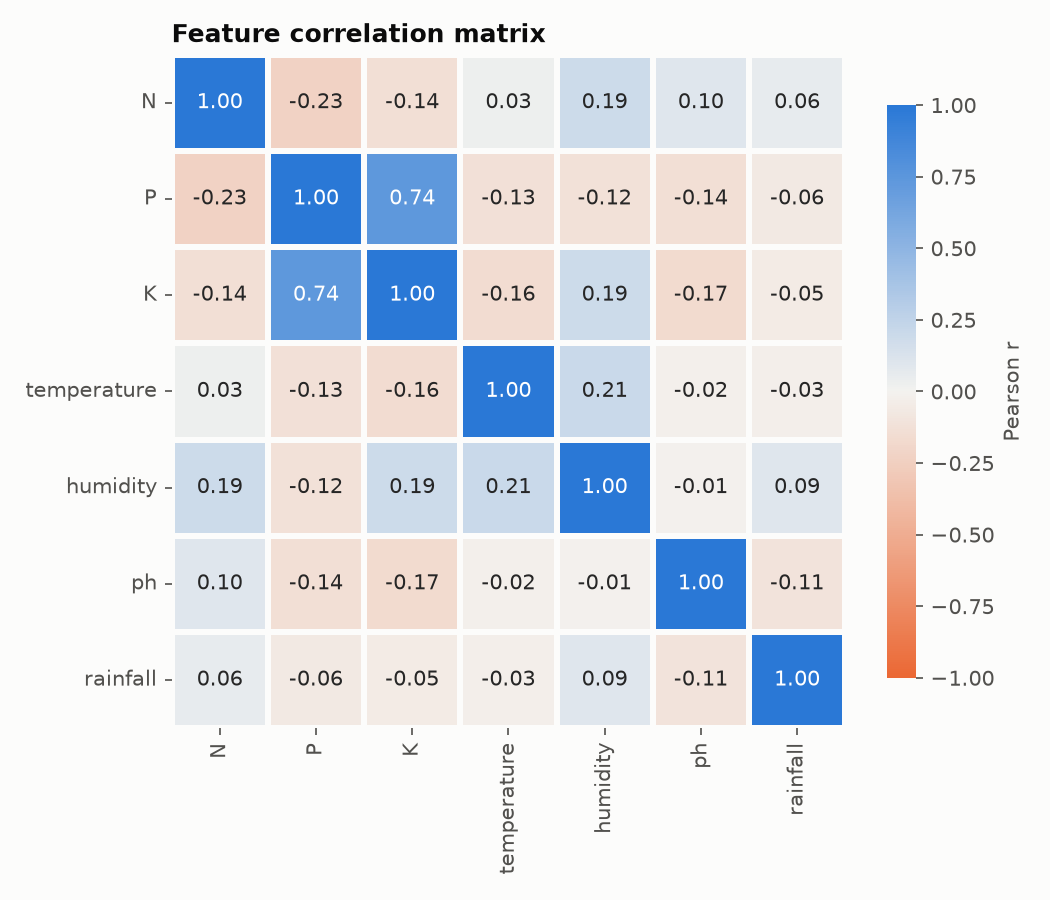 Feature correlation matrix
N 1.00 -0.23 -0.14 0.03 0.19 0.10 0.06
P -0.23 1.00 0.74 -0.13 -0.12 -0.14 -0.06
K -0.14 0.74 1.00 -0.16 0.19 -0.17 -0.05
temperature 0.03 -0.13 -0.16 1.00 0.21 -0.02 -0.03
humidity 0.19 -0.12 0.19 0.21 1.00 -0.01 0.09
ph 0.10 -0.14 -0.17 -0.02 -0.01 1.00 -0.11
rainfall 0.06 -0.06 -0.05 -0.03 0.09 -0.11 1.00
N P K temperature humidity ph rainfall
1.00
0.75
0.50
0.25
0.00
−0.25
−0.50
−0.75
−1.00
Pearson r